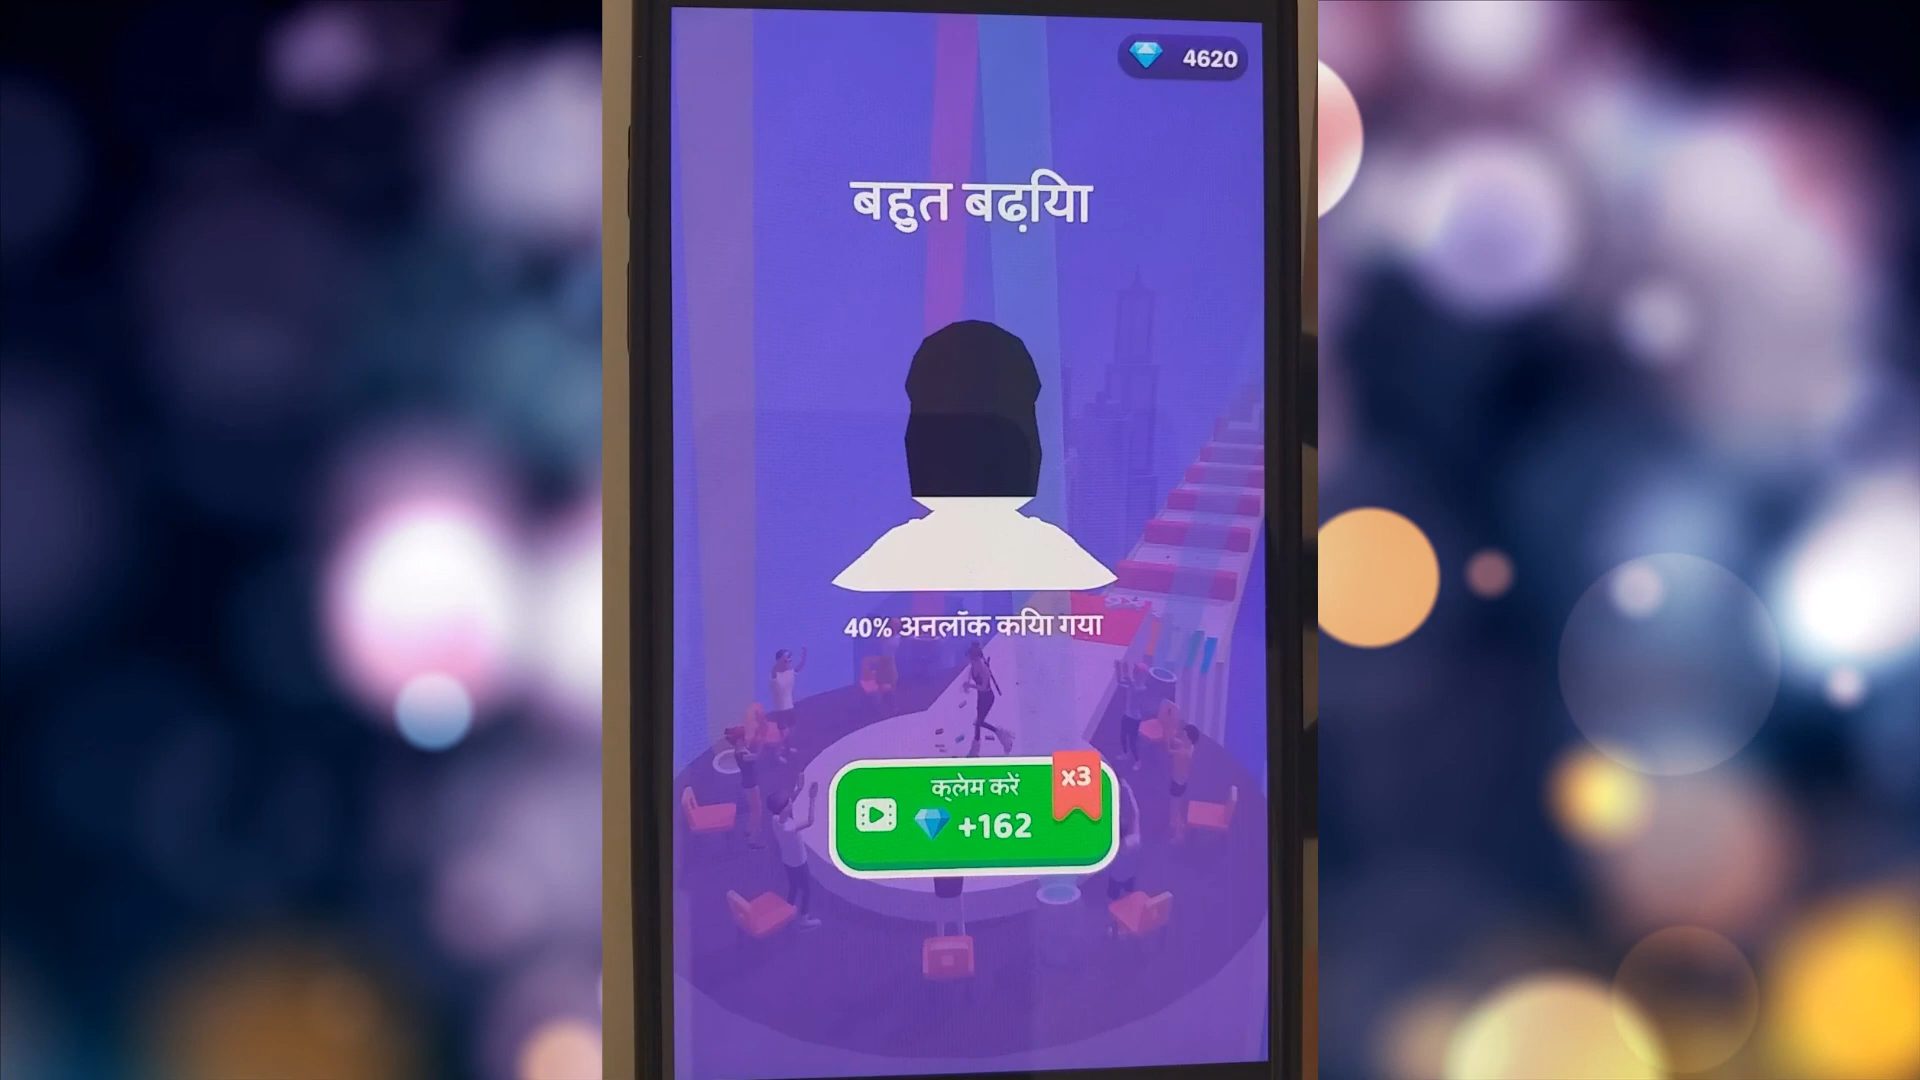 4620
बहुत बढ़िया
40% अनलॉक किया गया
क्लेम करें
x3
+162